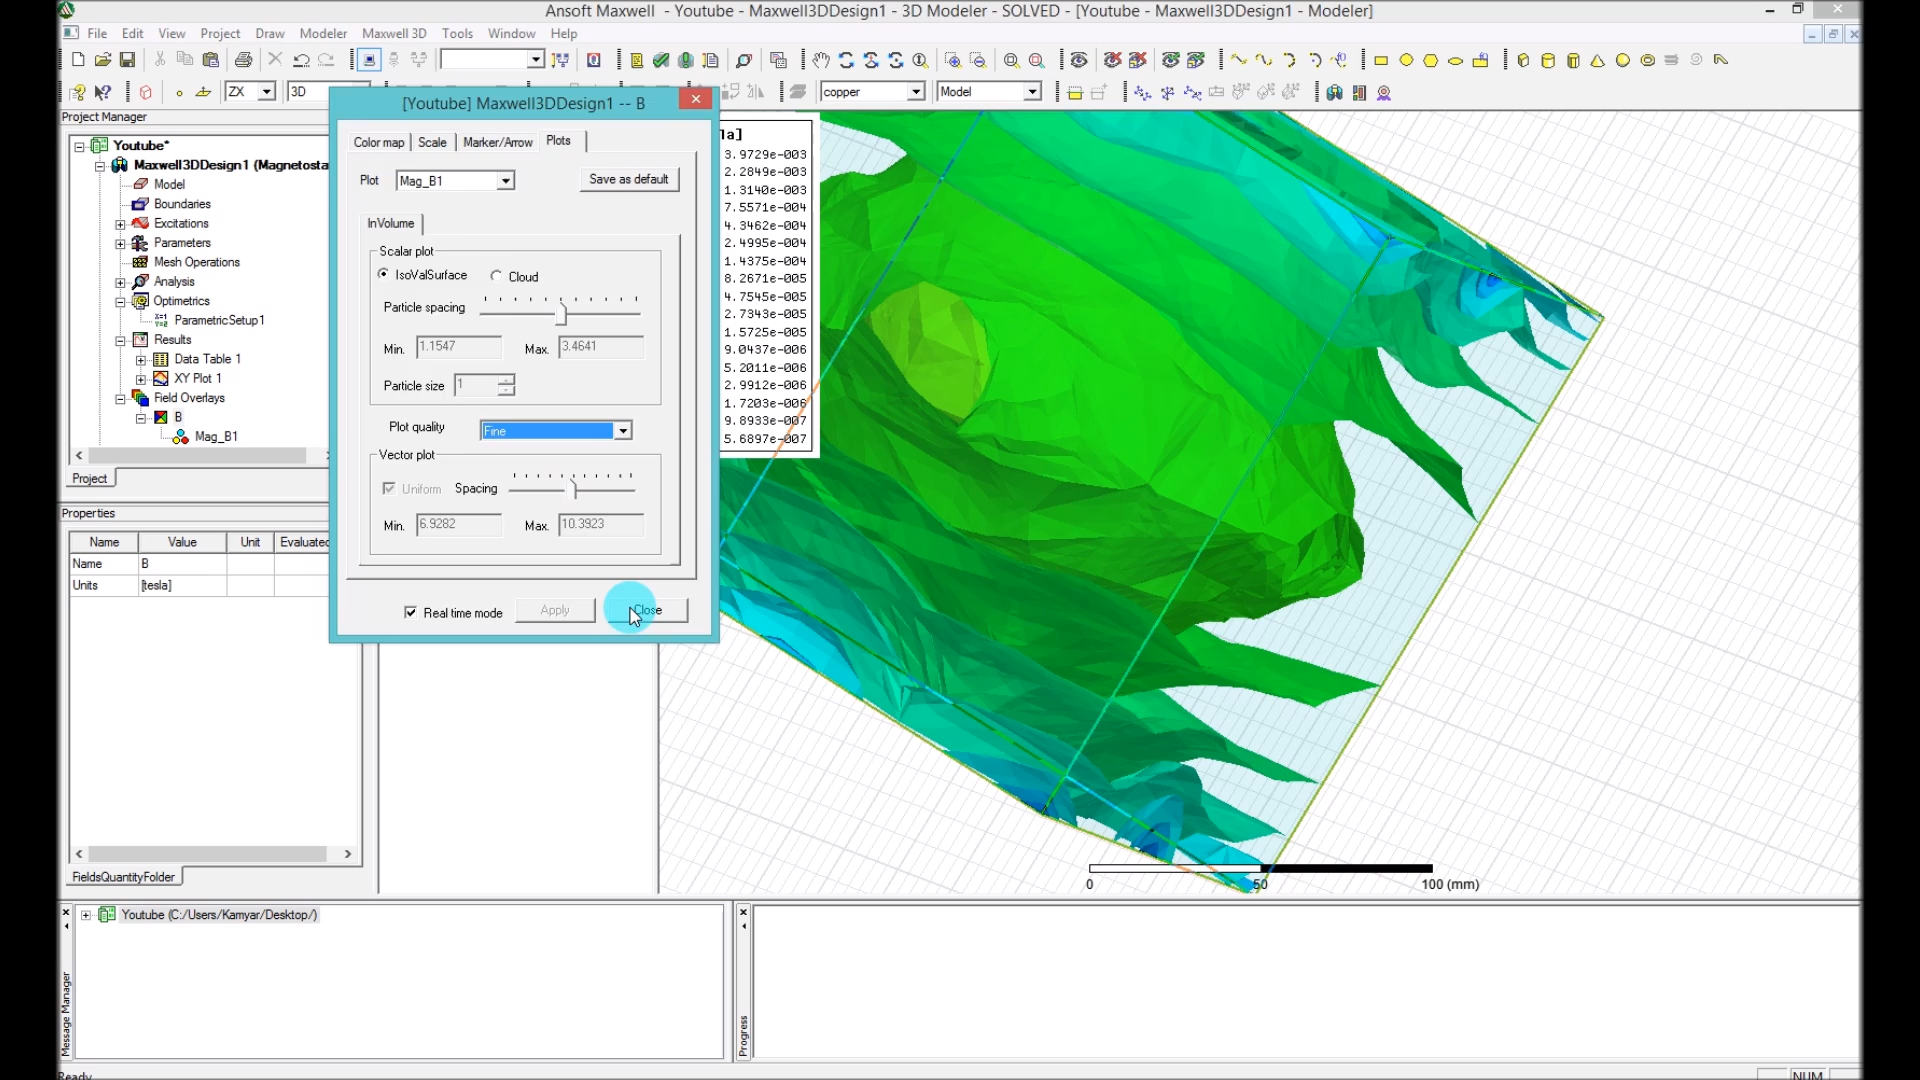 Ansoft Maxwell - Youtube - Maxwell3DDesign1 - 3D Modeler - SOLVED - [Youtube - Maxwell3DDesign1 - Modeler]
File Edit View Project Draw Modeler Maxwell 3D Tools Window Help
ZX 3D copper Model
Project Manager
Youtube*
Maxwell3DDesign1 (Magnetosta
Model
Boundaries
Excitations
Parameters
Mesh Operations
Analysis
Optimetrics
ParametricSetup1
Results
Data Table 1
XY Plot 1
Field Overlays
B
Mag_B1
Project
Properties
Name Value Unit Evaluated
Name B
Units [tesla]
FieldsQuantityFolder
[Youtube] Maxwell3DDesign1 -- B
Color map Scale Marker/Arrow Plots
Plot Mag_B1 Save as default
InVolume
Scalar plot
IsoValSurface Cloud
Particle spacing
Min. 1.1547 Max. 3.4641
Particle size 1
Plot quality Fine
Vector plot
Uniform Spacing
Min. 6.9282 Max. 10.3923
Real time mode Apply Close
la]
3.9729e-003
2.2849e-003
1.3140e-003
7.5571e-004
4.3462e-004
2.4995e-004
1.4375e-004
8.2671e-005
4.7545e-005
2.7343e-005
1.5725e-005
9.0437e-006
5.2011e-006
2.9912e-006
1.7203e-006
9.8933e-007
5.6897e-007
0 50 100 (mm)
Youtube (C:/Users/Kamyar/Desktop/)
Message Manager
Progress
Ready
NUM